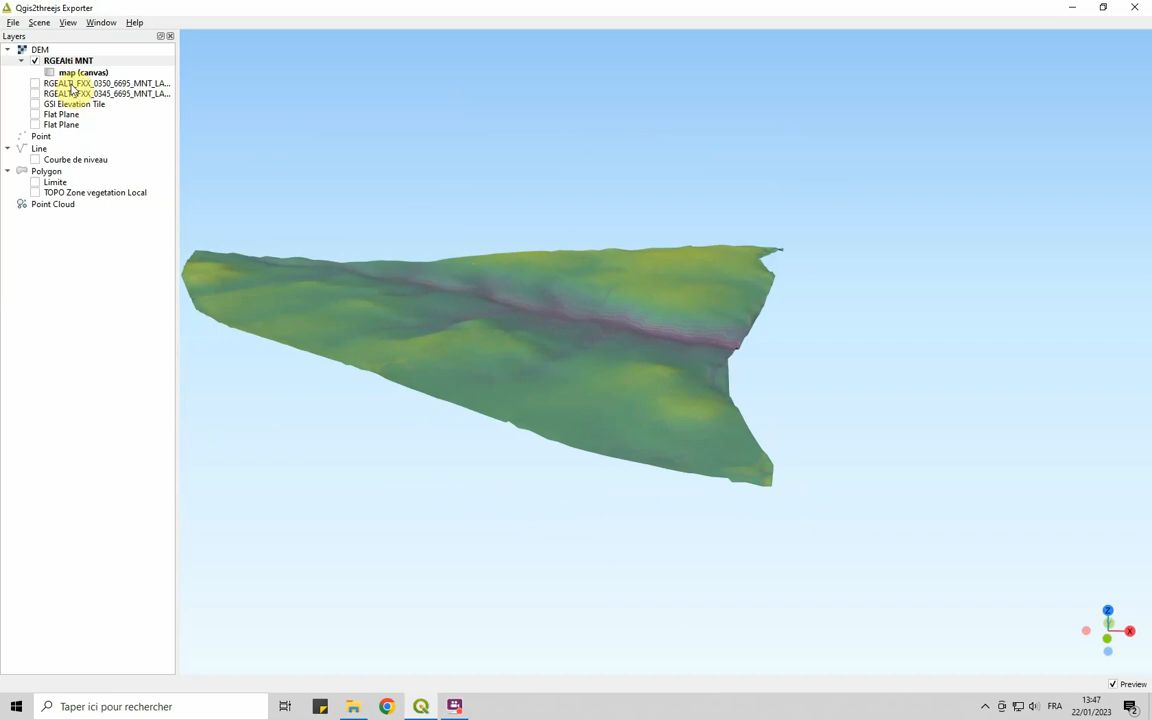 Qgis2threejs Exporter
File Scene View Window Help
Layers
DEM
RGEAlti MNT
map (canvas)
RGEALTI_FXX_0350_6695_MNT_LA...
RGEALTI_FXX_0345_6695_MNT_LA...
GSI Elevation Tile
Flat Plane
Flat Plane
Point
Line
Courbe de niveau
Polygon
Limite
TOPO Zone vegetation Local
Point Cloud
Z
X
Preview
Taper ici pour rechercher
FRA
13:47
22/01/2023
2